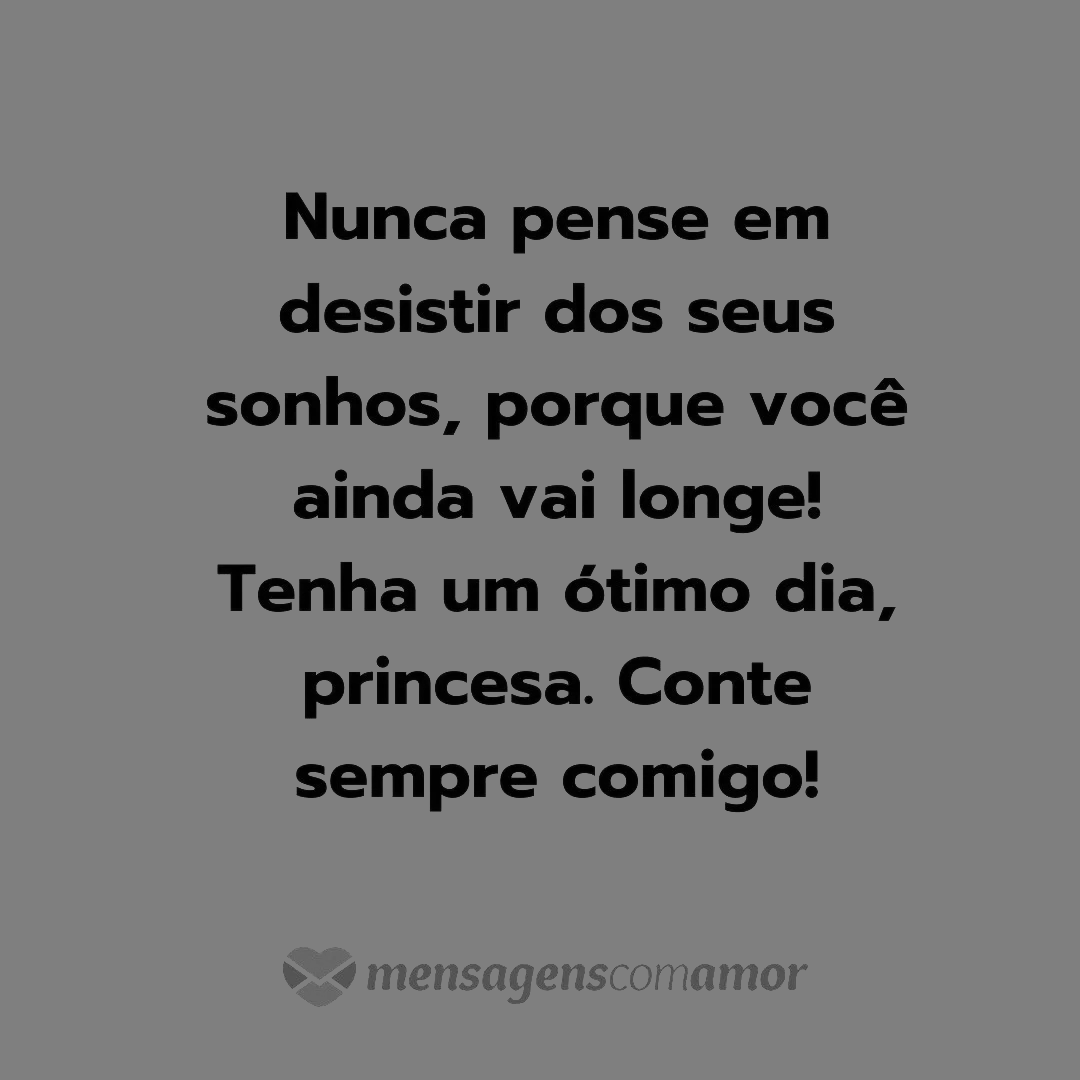 Nunca pense em
desistir dos seus
sonhos, porque você
ainda vai longe!
Tenha um ótimo dia,
princesa. Conte
sempre comigo!
mensagenscomamor